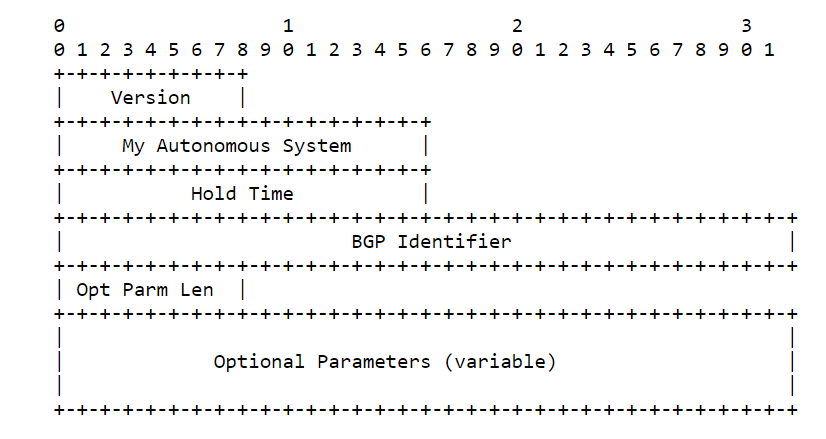 0                   1                   2                   3
0 1 2 3 4 5 6 7 8 9 0 1 2 3 4 5 6 7 8 9 0 1 2 3 4 5 6 7 8 9 0 1
+-+-+-+-+-+-+-+-+
|    Version    |
+-+-+-+-+-+-+-+-+-+-+-+-+-+-+-+-+
|     My Autonomous System      |
+-+-+-+-+-+-+-+-+-+-+-+-+-+-+-+-+
|           Hold Time           |
+-+-+-+-+-+-+-+-+-+-+-+-+-+-+-+-+-+-+-+-+-+-+-+-+-+-+-+-+-+-+-+-+
|                         BGP Identifier                        |
+-+-+-+-+-+-+-+-+-+-+-+-+-+-+-+-+-+-+-+-+-+-+-+-+-+-+-+-+-+-+-+-+
| Opt Parm Len  |
+-+-+-+-+-+-+-+-+-+-+-+-+-+-+-+-+-+-+-+-+-+-+-+-+-+-+-+-+-+-+-+-+
|                                                               |
|             Optional Parameters (variable)                    |
|                                                               |
+-+-+-+-+-+-+-+-+-+-+-+-+-+-+-+-+-+-+-+-+-+-+-+-+-+-+-+-+-+-+-+-+